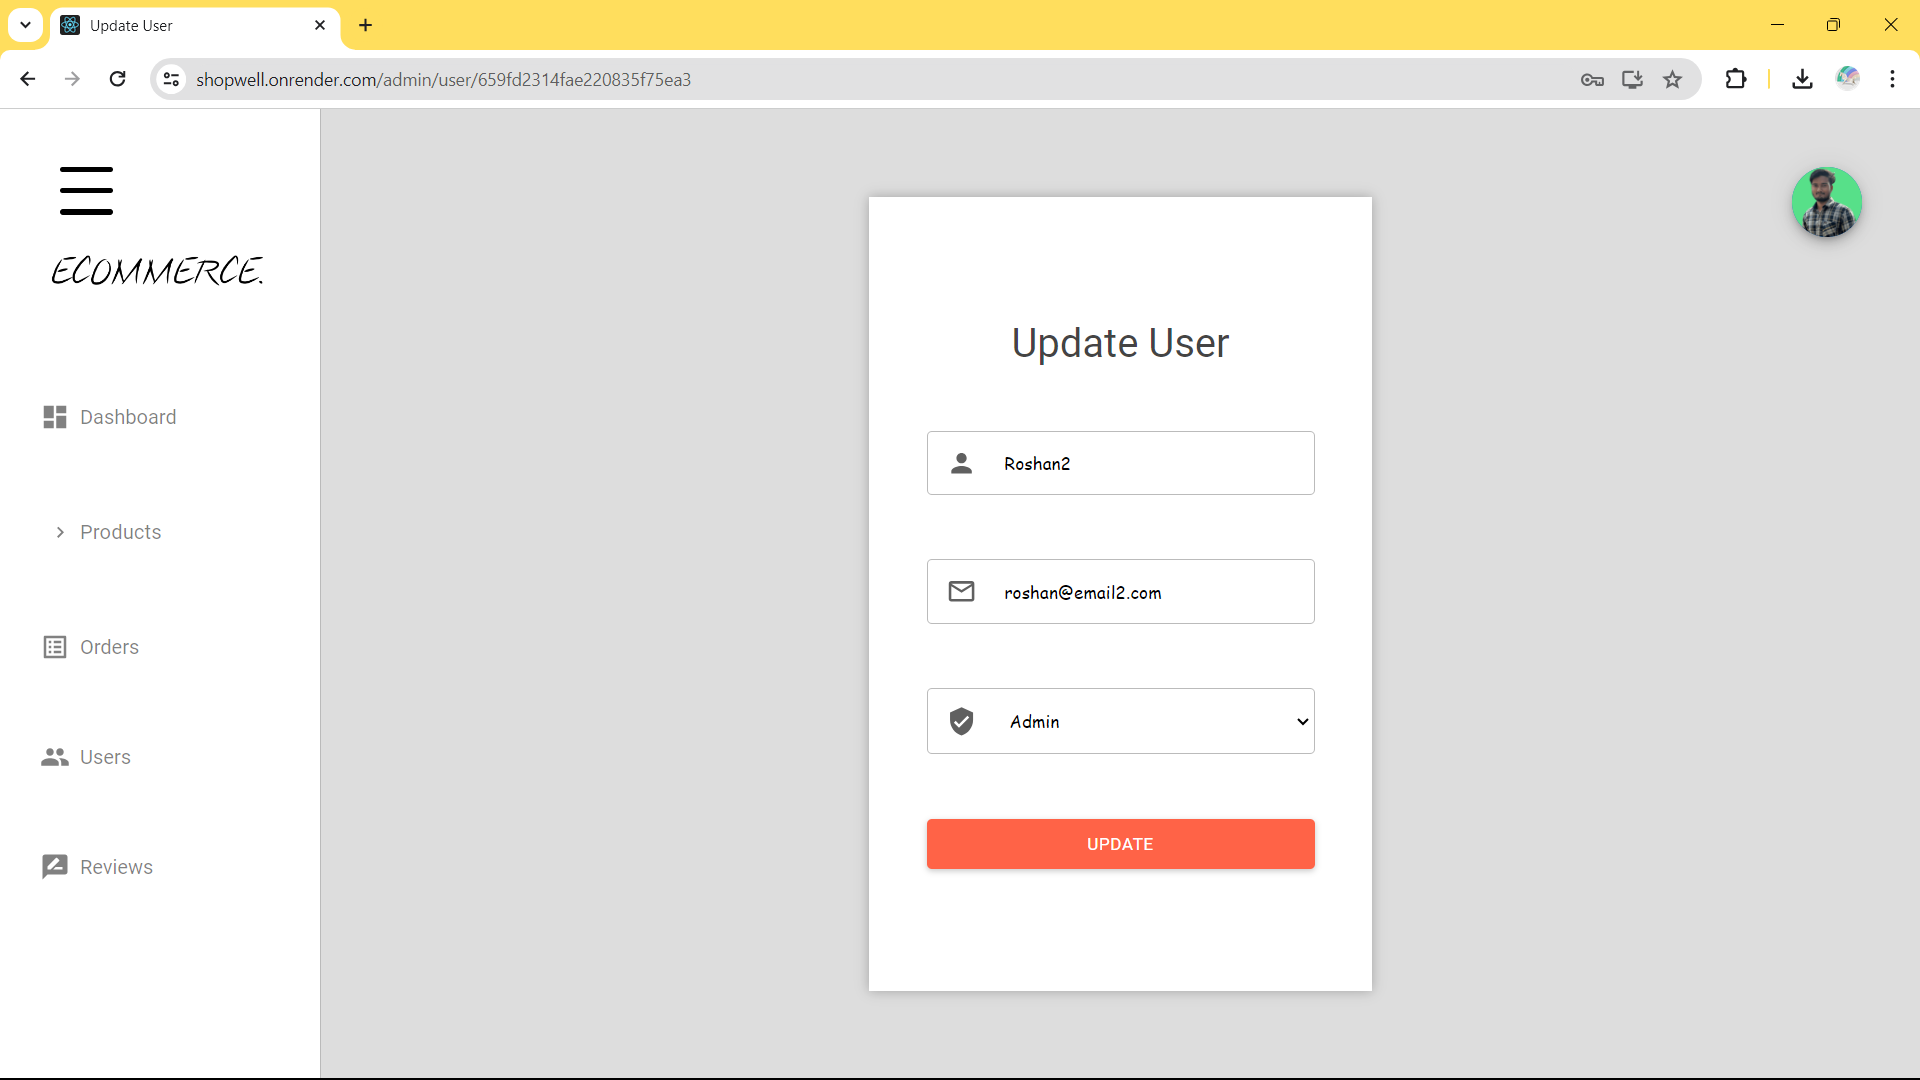 Update User
shopwell.onrender.com/admin/user/659fd2314fae220835f75ea3
ECOMMERCE.
Dashboard
Products
Orders
Users
Reviews
Update User
Roshan2
roshan@email2.com
Admin
UPDATE